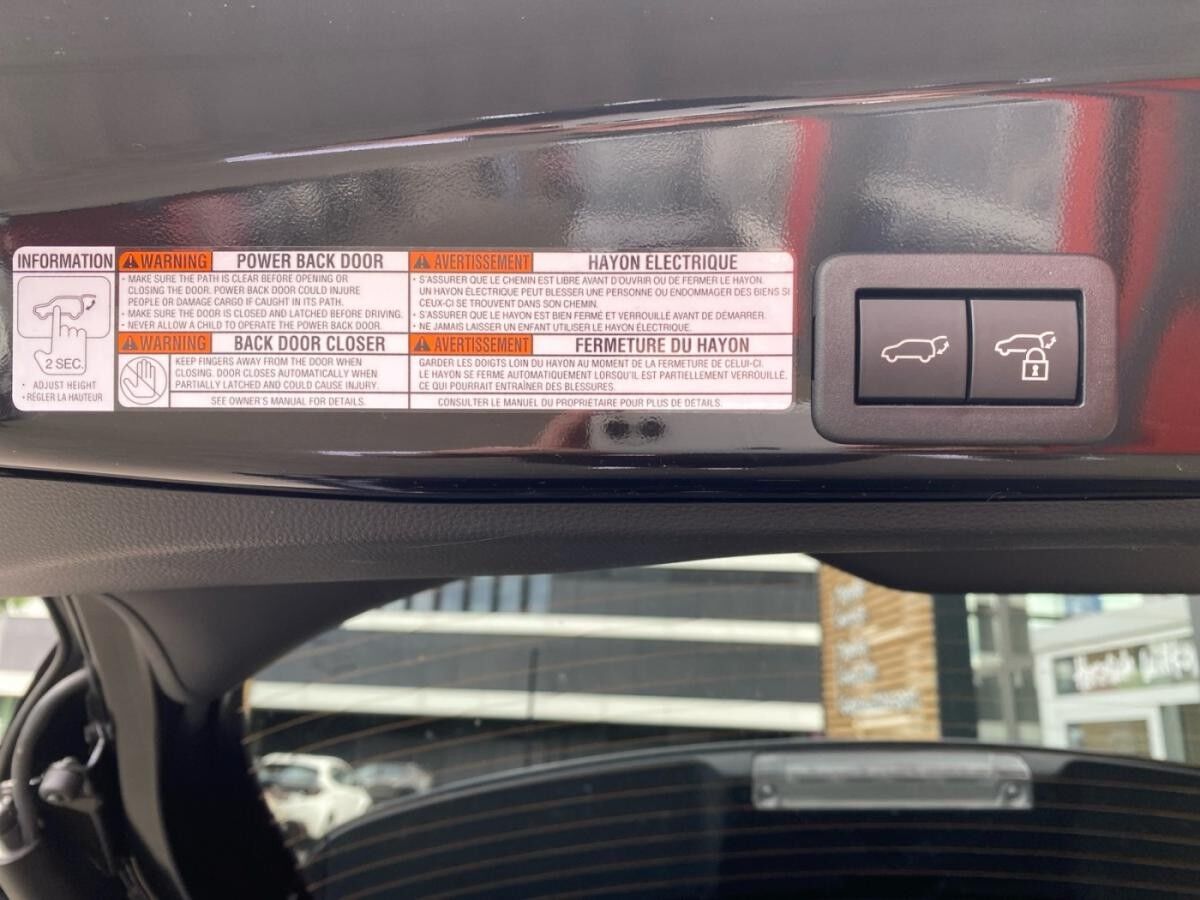 INFORMATION
2 SEC.
• ADJUST HEIGHT
• RÉGLER LA HAUTEUR
WARNING
POWER BACK DOOR
• MAKE SURE THE PATH IS CLEAR BEFORE OPENING OR
CLOSING THE DOOR. POWER BACK DOOR COULD INJURE
PEOPLE OR DAMAGE CARGO IF CAUGHT IN ITS PATH.
• MAKE SURE THE DOOR IS CLOSED AND LATCHED BEFORE DRIVING.
• NEVER ALLOW A CHILD TO OPERATE THE POWER BACK DOOR.
WARNING
BACK DOOR CLOSER
KEEP FINGERS AWAY FROM THE DOOR WHEN
CLOSING. DOOR CLOSES AUTOMATICALLY WHEN
PARTIALLY LATCHED AND COULD CAUSE INJURY.
SEE OWNER'S MANUAL FOR DETAILS.
AVERTISSEMENT
HAYON ÉLECTRIQUE
• S'ASSURER QUE LE CHEMIN EST LIBRE AVANT D'OUVRIR OU DE FERMER LE HAYON.
UN HAYON ÉLECTRIQUE PEUT BLESSER UNE PERSONNE OU ENDOMMAGER DES BIENS SI
CEUX-CI SE TROUVENT DANS SON CHEMIN.
• S'ASSURER QUE LE HAYON EST BIEN FERMÉ ET VERROUILLÉ AVANT DE DÉMARRER.
• NE JAMAIS LAISSER UN ENFANT UTILISER LE HAYON ÉLECTRIQUE.
AVERTISSEMENT
FERMETURE DU HAYON
GARDER LES DOIGTS LOIN DU HAYON AU MOMENT DE LA FERMETURE DE CELUI-CI.
LE HAYON SE FERME AUTOMATIQUEMENT LORSQU'IL EST PARTIELLEMENT VERROUILLÉ,
CE QUI POURRAIT ENTRAÎNER DES BLESSURES.
CONSULTER LE MANUEL DU PROPRIÉTAIRE POUR PLUS DE DÉTAILS.